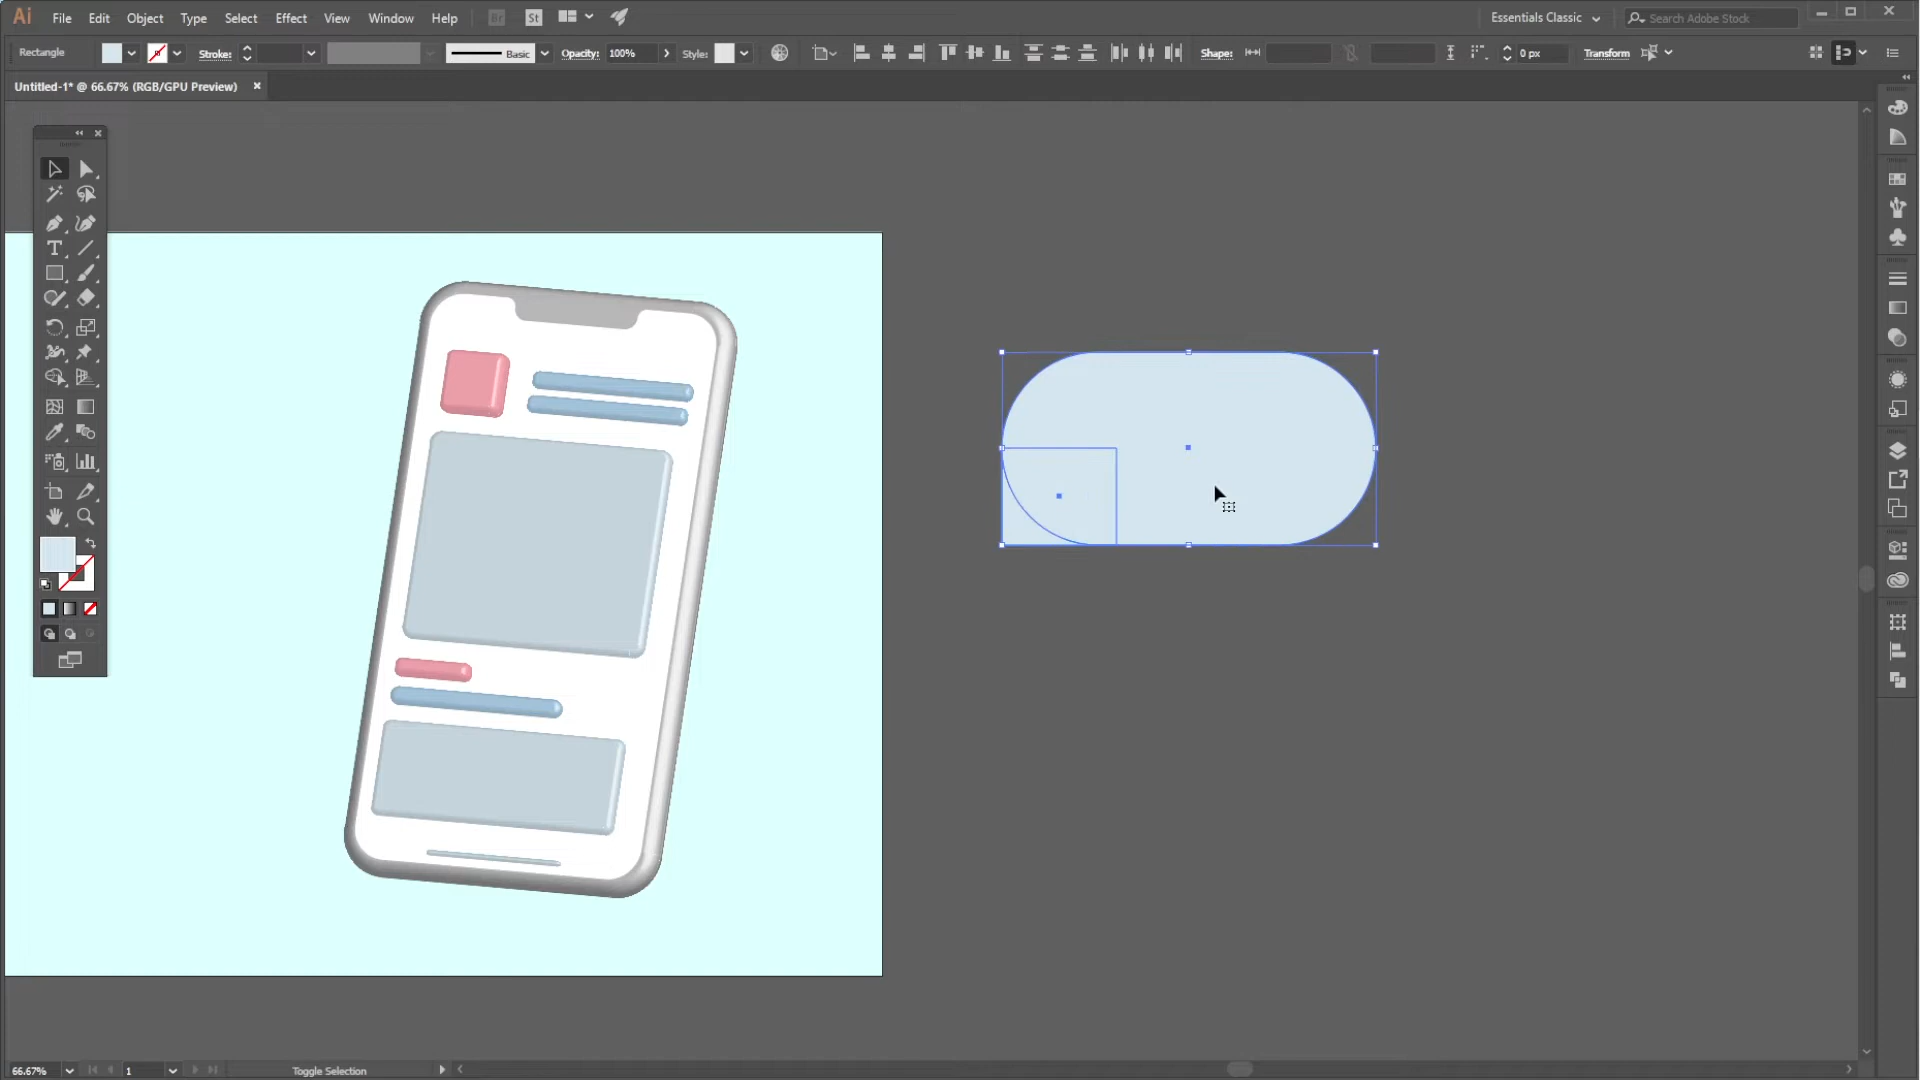 Ai File Edit Object Type Select Effect View Window Help Br St Essentials Classic Search Adobe Stock
Rectangle Stroke: Basic Opacity: 100% Style: Shape: 0 px Transform
Untitled-1* @ 66.67% (RGB/GPU Preview)
T
66.67% 1 Toggle Selection